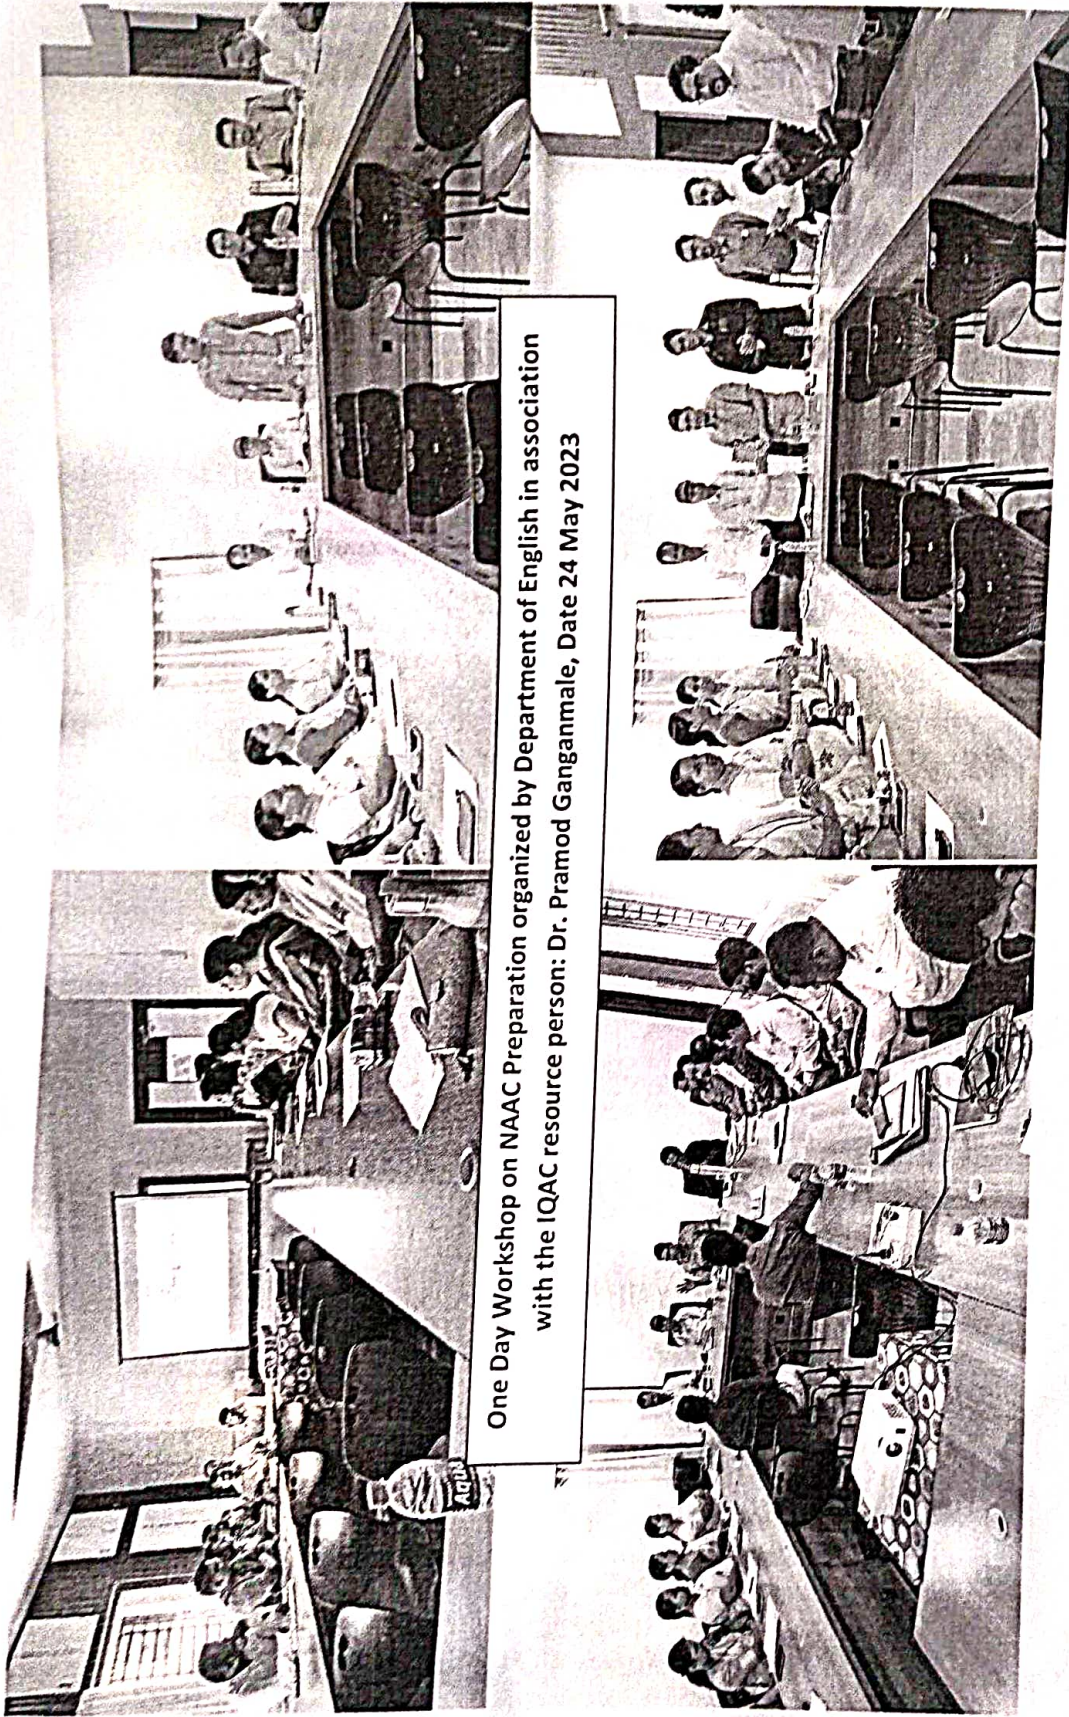 One Day Workshop on NAAC Preparation organized by Department of English in association
with the IQAC resource person: Dr. Pramod Ganganmale, Date 24 May 2023